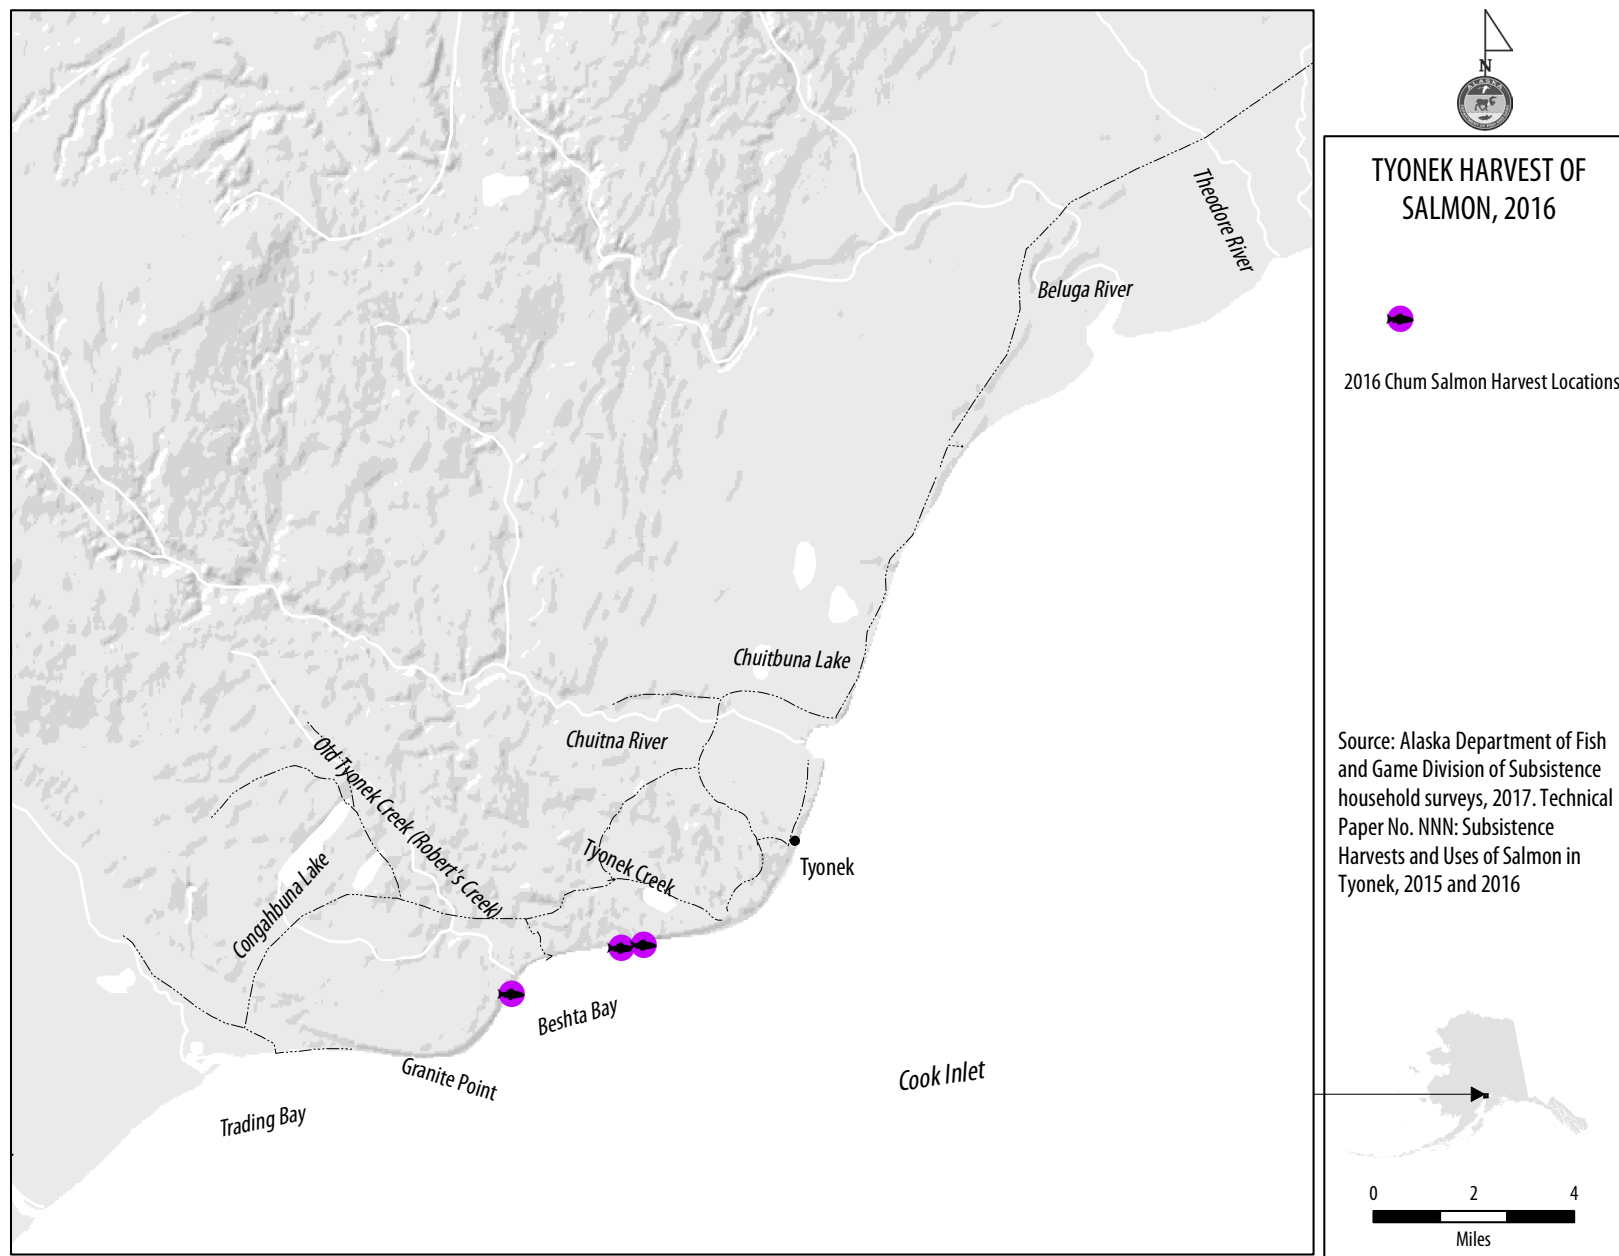 N
ALASKA
TYONEK HARVEST OF
SALMON, 2016
2016 Chum Salmon Harvest Locations
Theodore River
Beluga River
Chuitbuna Lake
Chuitna River
Old Tyonek Creek (Robert's Creek)
Tyonek Creek
Tyonek
Congahbuna Lake
Beshta Bay
Granite Point
Cook Inlet
Trading Bay
Source: Alaska Department of Fish
and Game Division of Subsistence
household surveys, 2017. Technical
Paper No. NNN: Subsistence
Harvests and Uses of Salmon in
Tyonek, 2015 and 2016
0 2 4
Miles